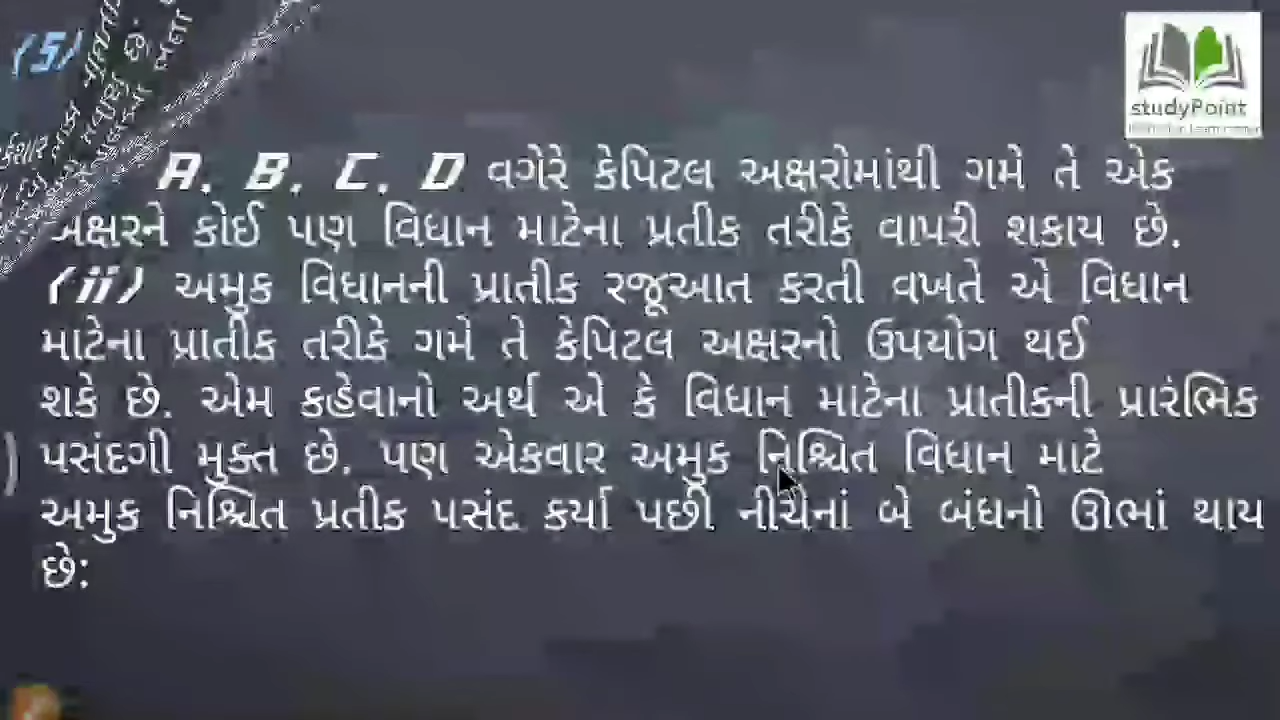 (5)
studyPoint
A. B. C. D વગેરે કેપિટલ અક્ષરોમાંથી ગમે તે એક
અક્ષરને કોઈ પણ વિધાન માટેના પ્રતીક તરીકે વાપરી શકાય છે.
(ii) અમુક વિધાનની પ્રાતીક રજૂઆત કરતી વખતે એ વિધાન
માટેના પ્રાતીક તરીકે ગમે તે કેપિટલ અક્ષરનો ઉપયોગ થઈ
શકે છે. એમ કહેવાનો અર્થ એ કે વિધાન માટેના પ્રાતીકની પ્રારંભિક
પસંદગી મુક્ત છે. પણ એકવાર અમુક નિશ્ચિત વિધાન માટે
અમુક નિશ્ચિત પ્રતીક પસંદ કર્યા પછી નીચેનાં બે બંધનો ઊભાં થાય
છે: